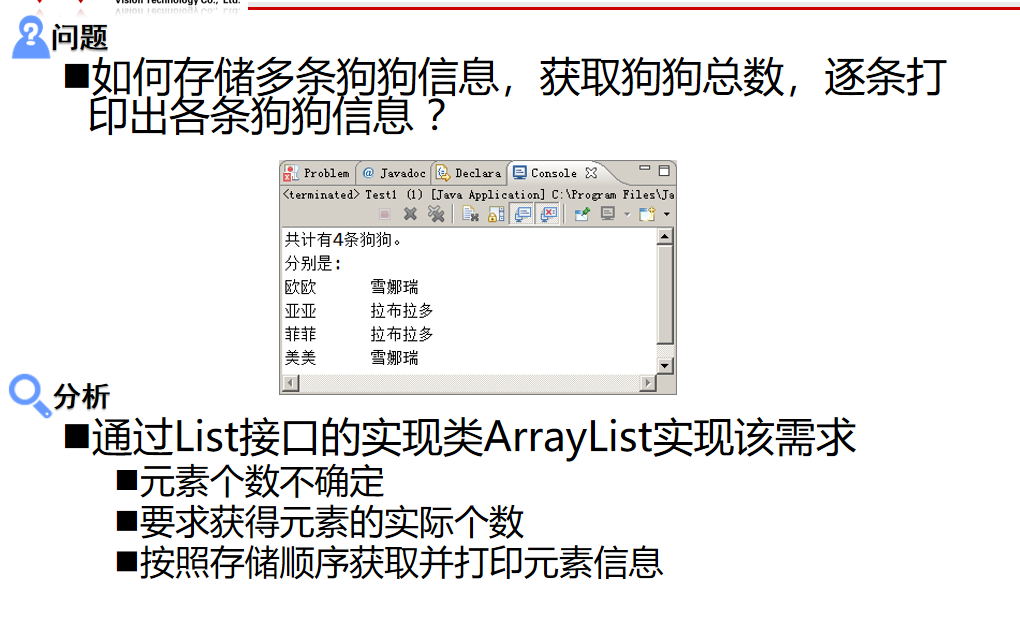 Vision Technology Co., Ltd.
问题
■如何存储多条狗狗信息，获取狗狗总数，逐条打
印出各条狗狗信息？
Problem @ Javadoc Declara Console
<terminated> Test1 (1) [Java Application] C:\Program Files\Ja
共计有4条狗狗。
分别是：
欧欧 雪娜瑞
亚亚 拉布拉多
菲菲 拉布拉多
美美 雪娜瑞
分析
■通过List接口的实现类ArrayList实现该需求
■元素个数不确定
■要求获得元素的实际个数
■按照存储顺序获取并打印元素信息